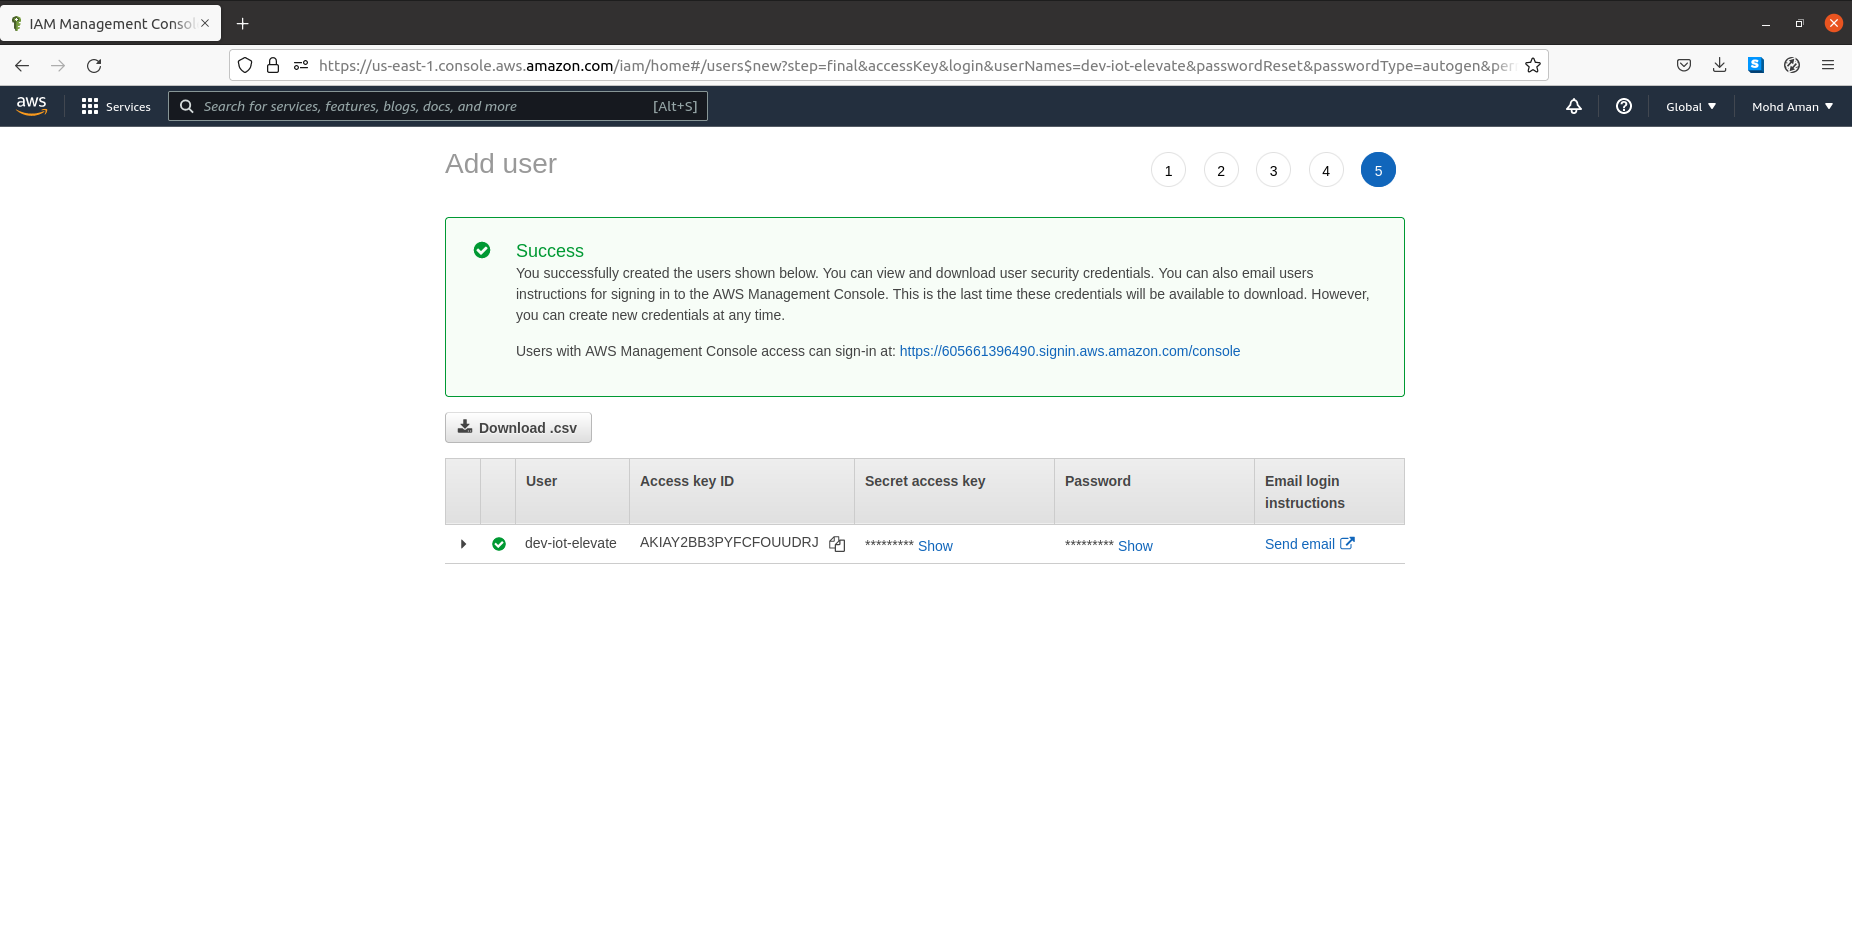 IAM Management Conso
https://us-east-1.console.aws.amazon.com/iam/home#/users$new?step=final&accessKey&login&userNames=dev-iot-elevate&passwordReset&passwordType=autogen&per
aws Services Search for services, features, blogs, docs, and more [Alt+S] Global Mohd Aman
Add user 1 2 3 4 5
Success
You successfully created the users shown below. You can view and download user security credentials. You can also email users
instructions for signing in to the AWS Management Console. This is the last time these credentials will be available to download. However,
you can create new credentials at any time.
Users with AWS Management Console access can sign-in at: https://605661396490.signin.aws.amazon.com/console
Download .csv
User Access key ID Secret access key Password Email login
instructions
dev-iot-elevate AKIAY2BB3PYFCFOUUDRJ ********* Show ********* Show Send email